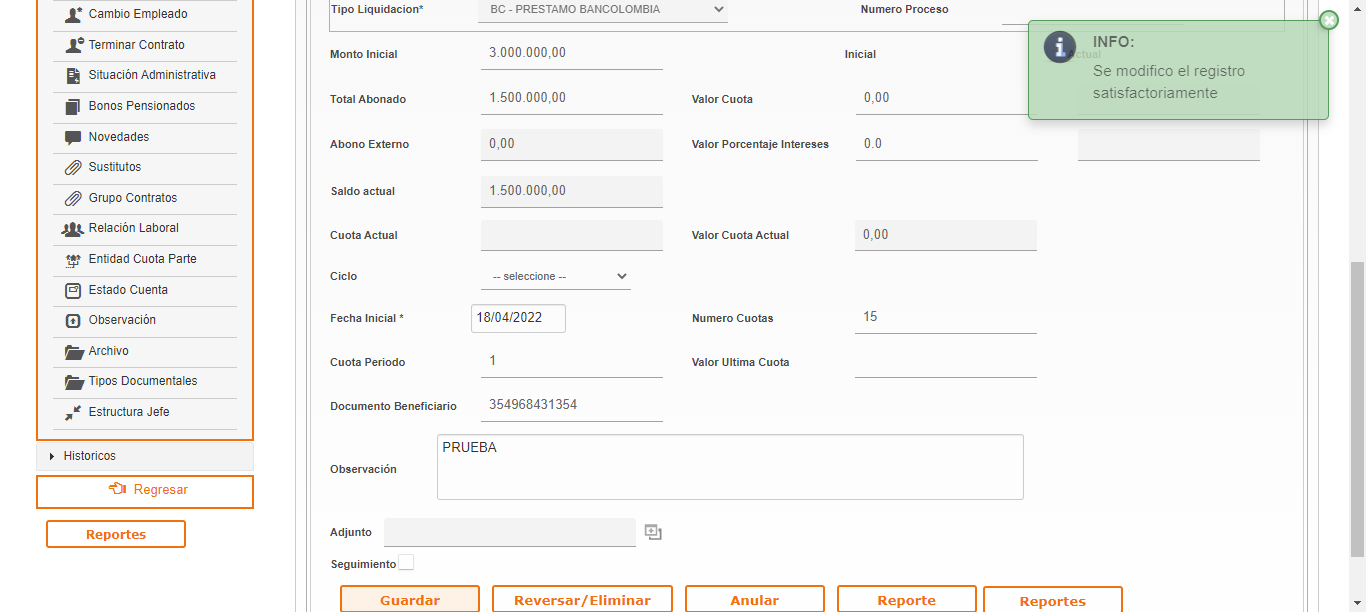 Cambio Empleado
Terminar Contrato
Situación Administrativa
Bonos Pensionados
Novedades
Sustitutos
Grupo Contratos
Relación Laboral
Entidad Cuota Parte
Estado Cuenta
Observación
Archivo
Tipos Documentales
Estructura Jefe
Historicos
Regresar
Reportes
Tipo Liquidacion* BC - PRESTAMO BANCOLOMBIA Numero Proceso
Monto Inicial 3.000.000,00 Inicial Actual
Total Abonado 1.500.000,00 Valor Cuota 0,00
Abono Externo 0,00 Valor Porcentaje Intereses 0.0
Saldo actual 1.500.000,00
Cuota Actual Valor Cuota Actual 0,00
Ciclo -- seleccione --
Fecha Inicial * 18/04/2022 Numero Cuotas 15
Cuota Periodo 1 Valor Ultima Cuota
Documento Beneficiario 354968431354
Observación PRUEBA
Adjunto
Seguimiento
Guardar Reversar/Eliminar Anular Reporte Reportes
INFO:
Se modifico el registro
satisfactoriamente